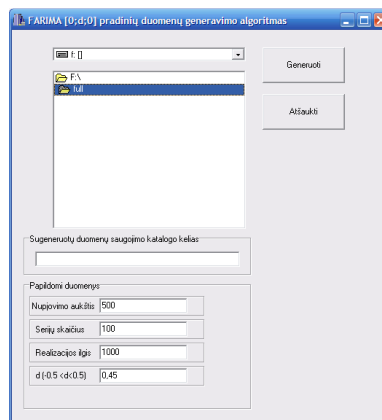 FARIMA [0;d;0] pradinių duomenų generavimo algoritmas
f: []
Generuoti
F:\
full
Atšaukti
Sugeneruotų duomenų saugojimo katalogo kelias
Papildomi duomenys
Nupjovimo aukštis 500
Serijų skaičius 100
Realizacijos ilgis 1000
d (-0.5 <d<0.5) 0,45